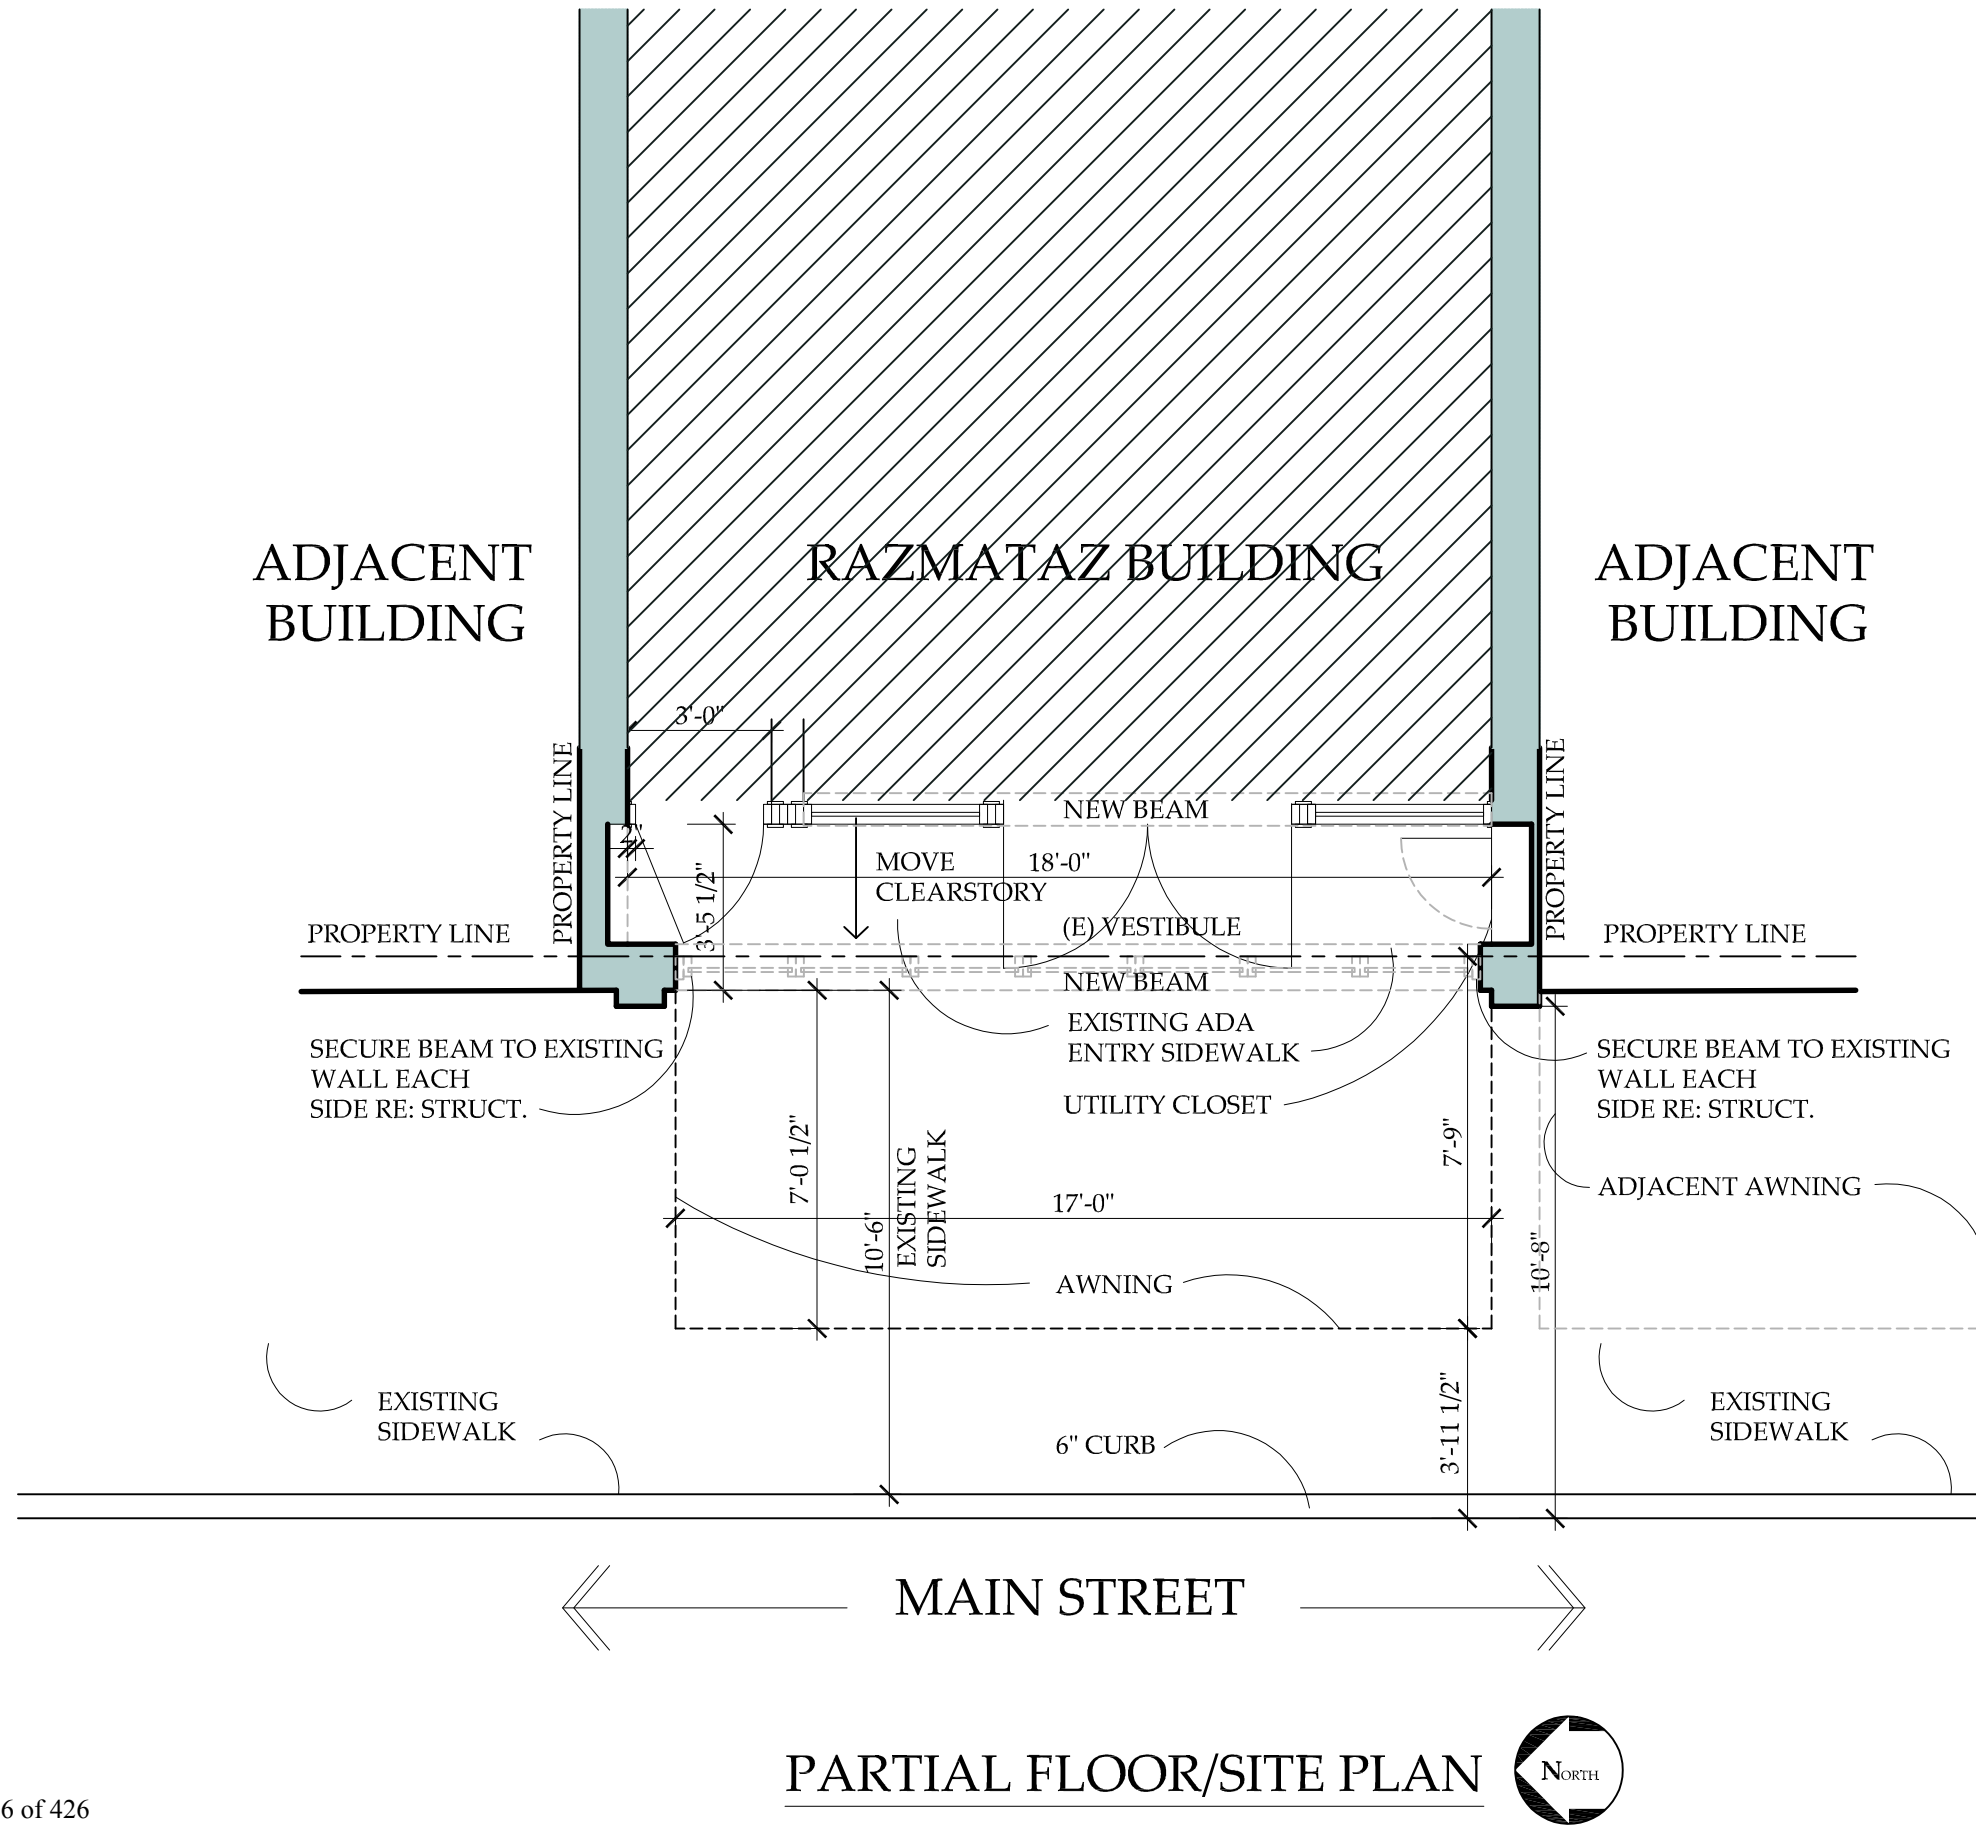 ADJACENT
BUILDING
RAZMATAZ BUILDING
ADJACENT
BUILDING
3'-0"
PROPERTY LINE
PROPERTY LINE
NEW BEAM
2"
MOVE
CLEARSTORY
18'-0"
3'-5 1/2"
PROPERTY LINE
(E) VESTIBULE
PROPERTY LINE
NEW BEAM
EXISTING ADA
ENTRY SIDEWALK
SECURE BEAM TO EXISTING
WALL EACH
SIDE RE: STRUCT.
SECURE BEAM TO EXISTING
WALL EACH
SIDE RE: STRUCT.
UTILITY CLOSET
7'-0 1/2"
EXISTING
SIDEWALK
7'-9"
ADJACENT AWNING
17'-0"
10'-6"
10'-8"
AWNING
EXISTING
SIDEWALK
6" CURB
3'-11 1/2"
EXISTING
SIDEWALK
MAIN STREET
PARTIAL FLOOR/SITE PLAN
NORTH
6 of 426